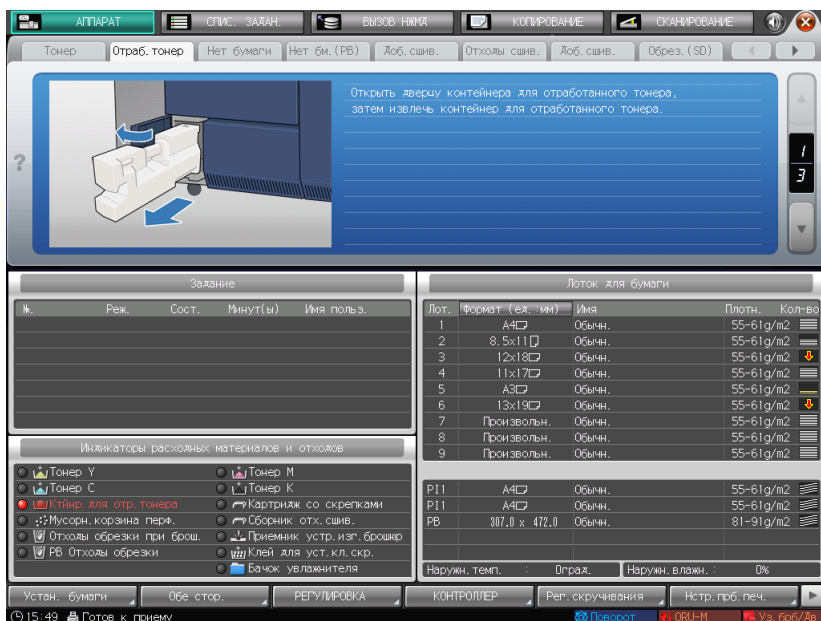 АППАРАТ
СПИС. ЗАДАН.
ВЫЗОВ НЖМД
КОПИРОВАНИЕ
СКАНИРОВАНИЕ
Тонер
Отраб. тонер
Нет бумаги
Нет бм.(PB)
Доб. сшив.
Отходы сшив.
Доб. сшив.
Обрез.(SD)
Открыть дверцу контейнера для отработанного тонера,
затем извлечь контейнер для отработанного тонера.
?
1
3
Задание
№. Реж. Сост. Минут(ы) Имя польз.
Индикаторы расходных материалов и отходов
Тонер Y
Тонер M
Тонер C
Тонер K
Ктйнр. для отр. тонера
Картридж со скрепками
Мусорн. корзина перф.
Сборник отх. сшив.
Отходы обрезки при брош.
Приемник устр. изг. брошюр
PB Отходы обрезки
Клей для уст. кл. скр.
Бачок увлажнителя
Лоток для бумаги
Лот. Формат (ед.:мм) Имя Плотн. Кол-во
1 A4 Обычн. 55-61g/m2
2 8.5x11 Обычн. 55-61g/m2
3 12x18 Обычн. 55-61g/m2
4 11x17 Обычн. 55-61g/m2
5 A3 Обычн. 55-61g/m2
6 13x19 Обычн. 55-61g/m2
7 Произвольн. Обычн. 55-61g/m2
8 Произвольн. Обычн. 55-61g/m2
9 Произвольн. Обычн. 55-61g/m2
PI1 A4 Обычн. 55-61g/m2
PI1 A4 Обычн. 55-61g/m2
PB 307.0 x 472.0 Обычн. 81-91g/m2
Наружн. темп. : 0град.
Наружн. влажн. : 0%
Устан. бумаги
Обе стор.
РЕГУЛИРОВКА
КОНТРОЛЛЕР
Рег. скручивания
Нстр. прб. печ.
15:49 Готов к приему
Поворот
ORU-M
Уз. брб/Дв